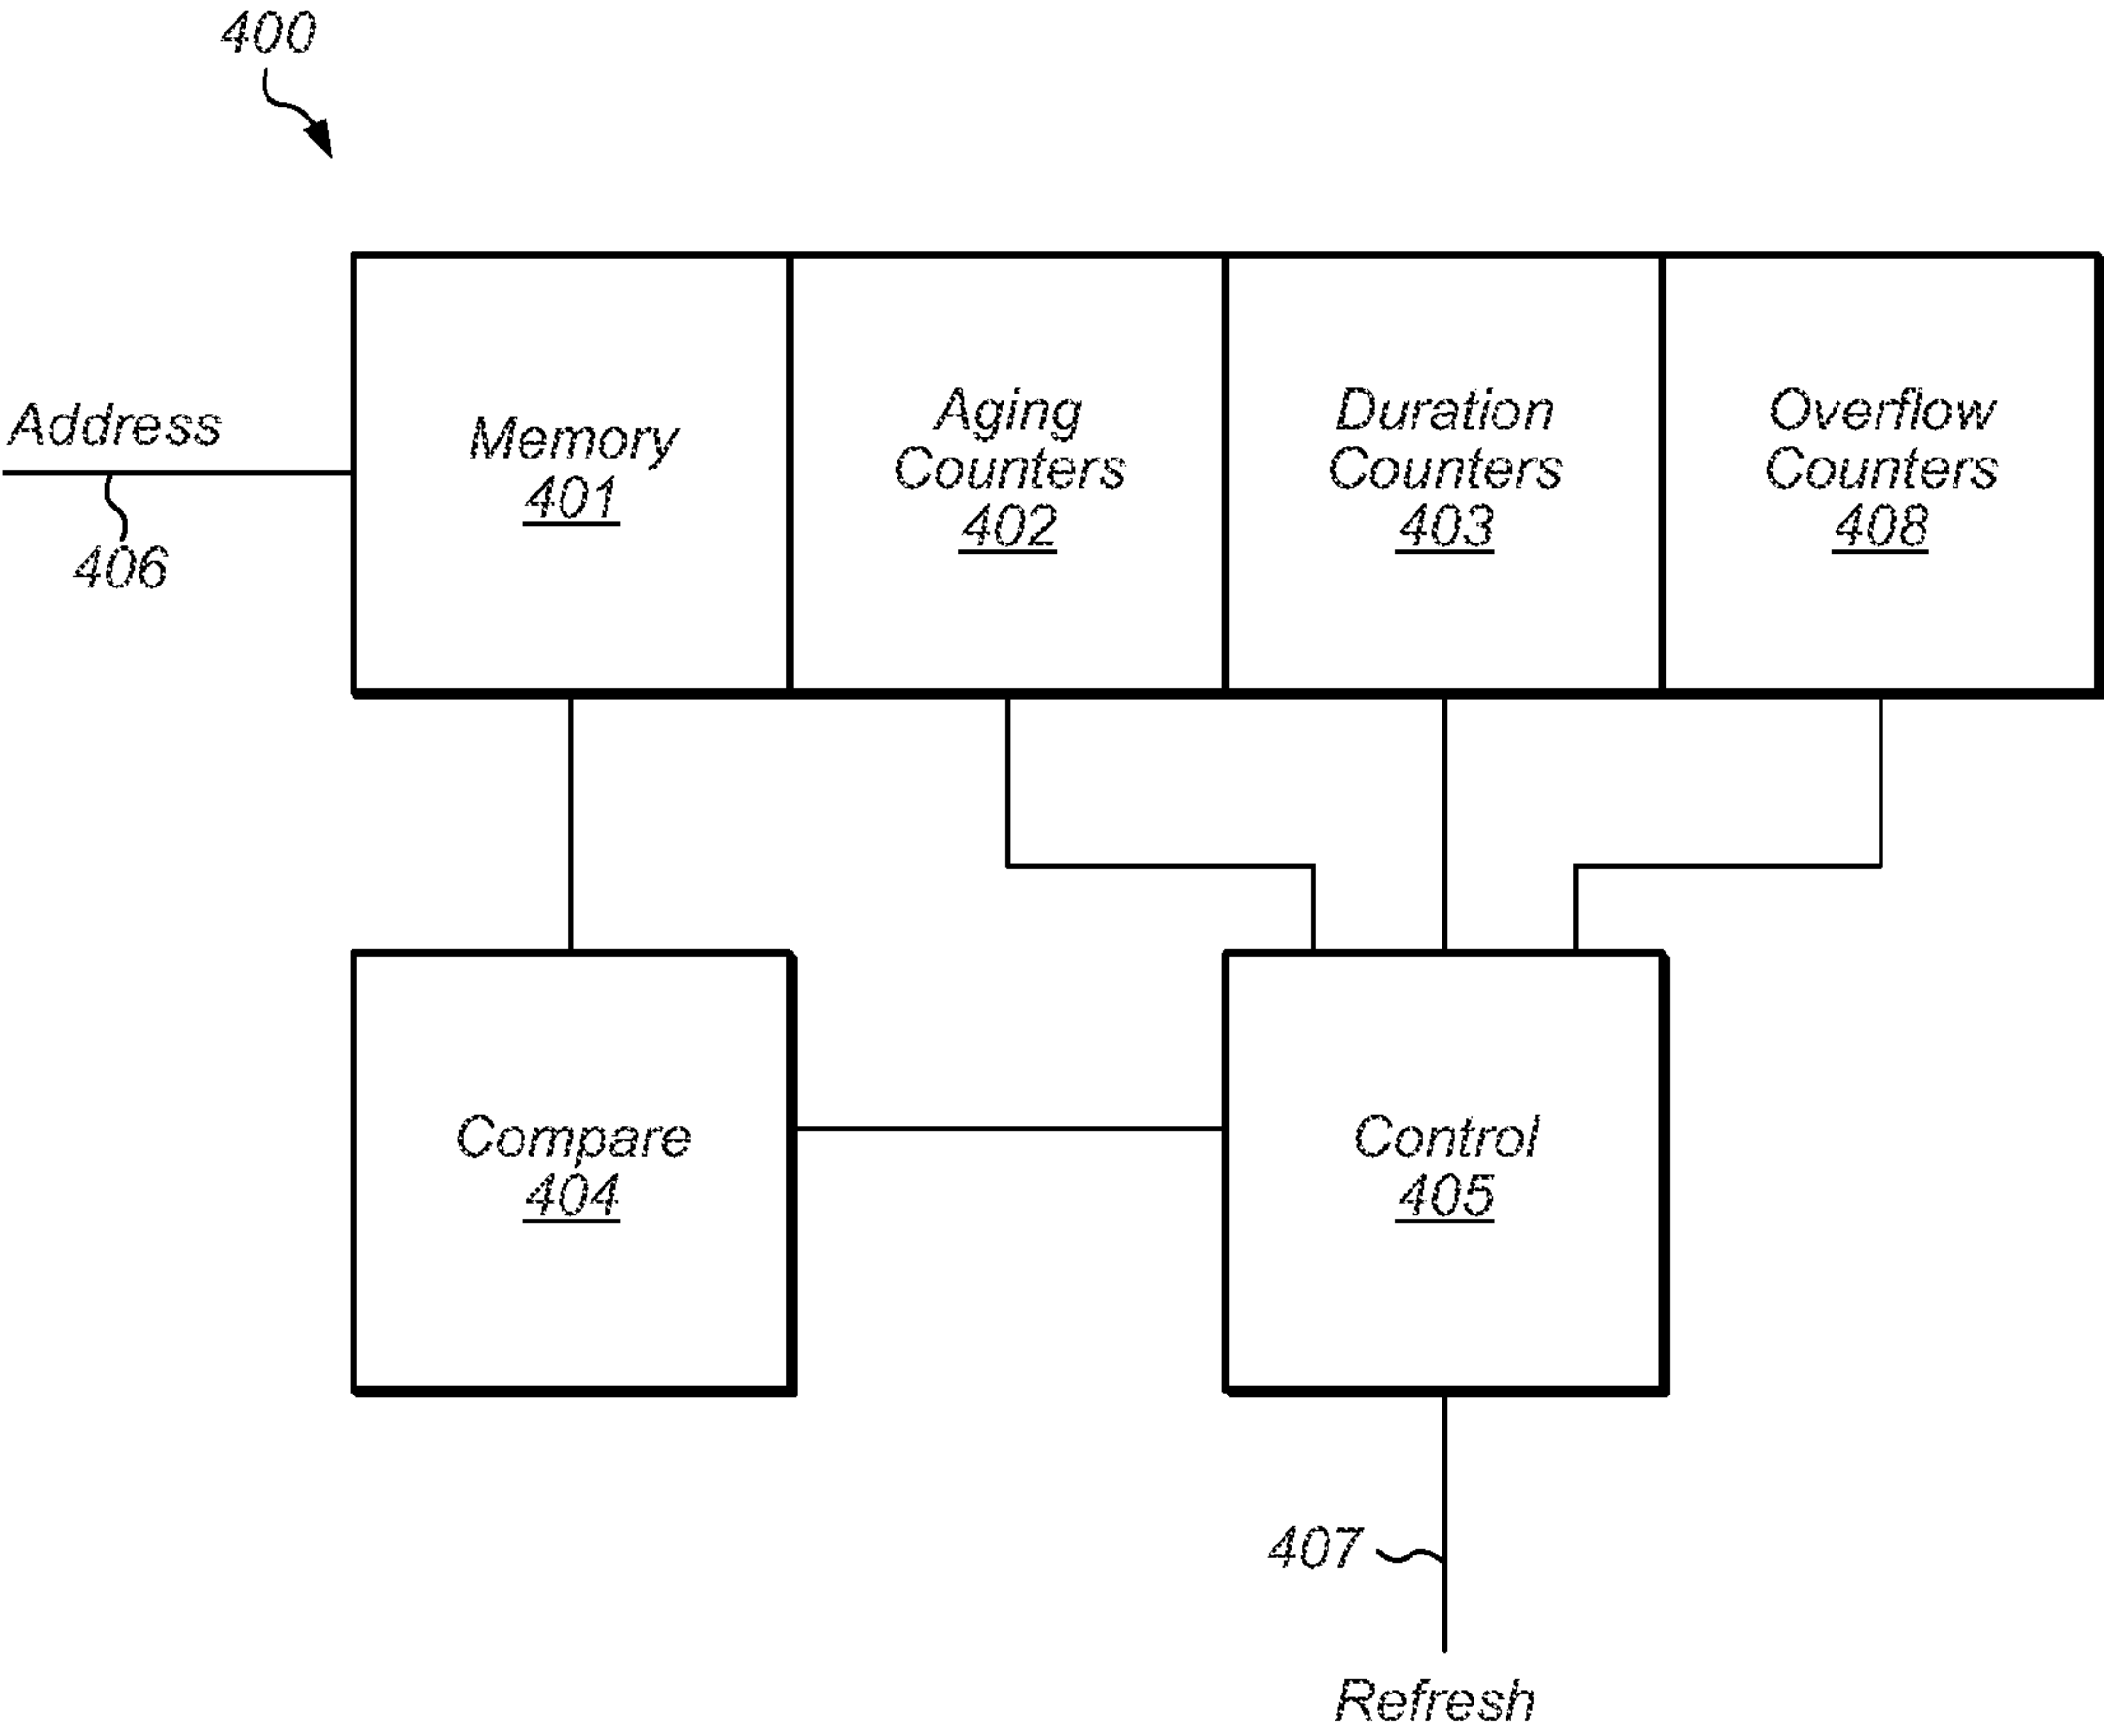 400
Address
406
Memory
401
Aging
Counters
402
Duration
Counters
403
Overflow
Counters
408
Compare
404
Control
405
407
Refresh